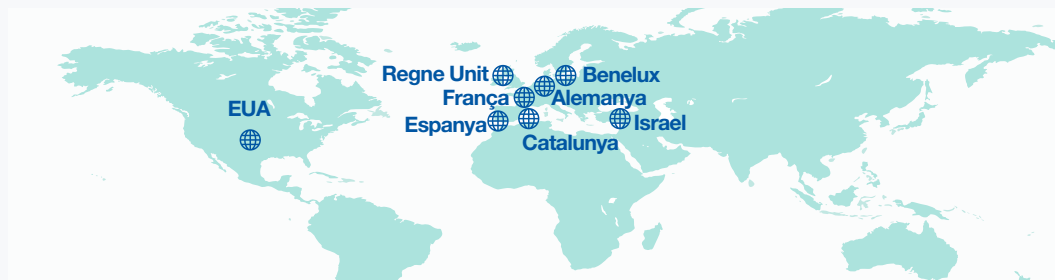 Regne Unit
Benelux
França
Alemanya
EUA
Espanya
Israel
Catalunya